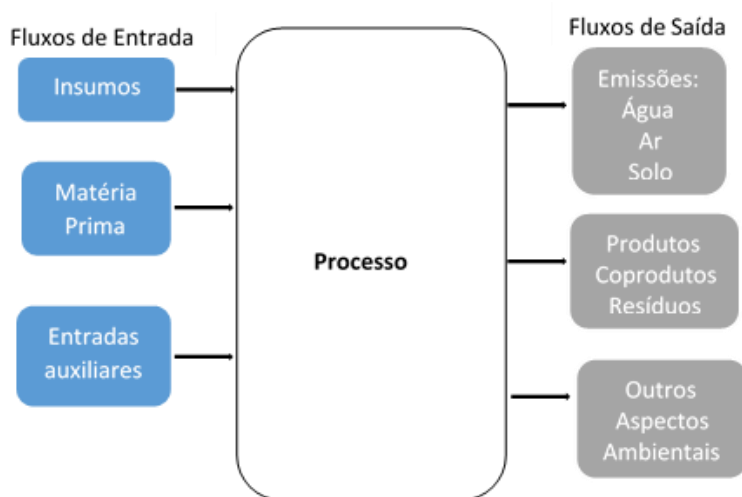 Fluxos de Entrada
Insumos
Matéria
Prima
Entradas
auxiliares
Processo
Fluxos de Saída
Emissões:
Água
Ar
Solo
Produtos
Coprodutos
Resíduos
Outros
Aspectos
Ambientais